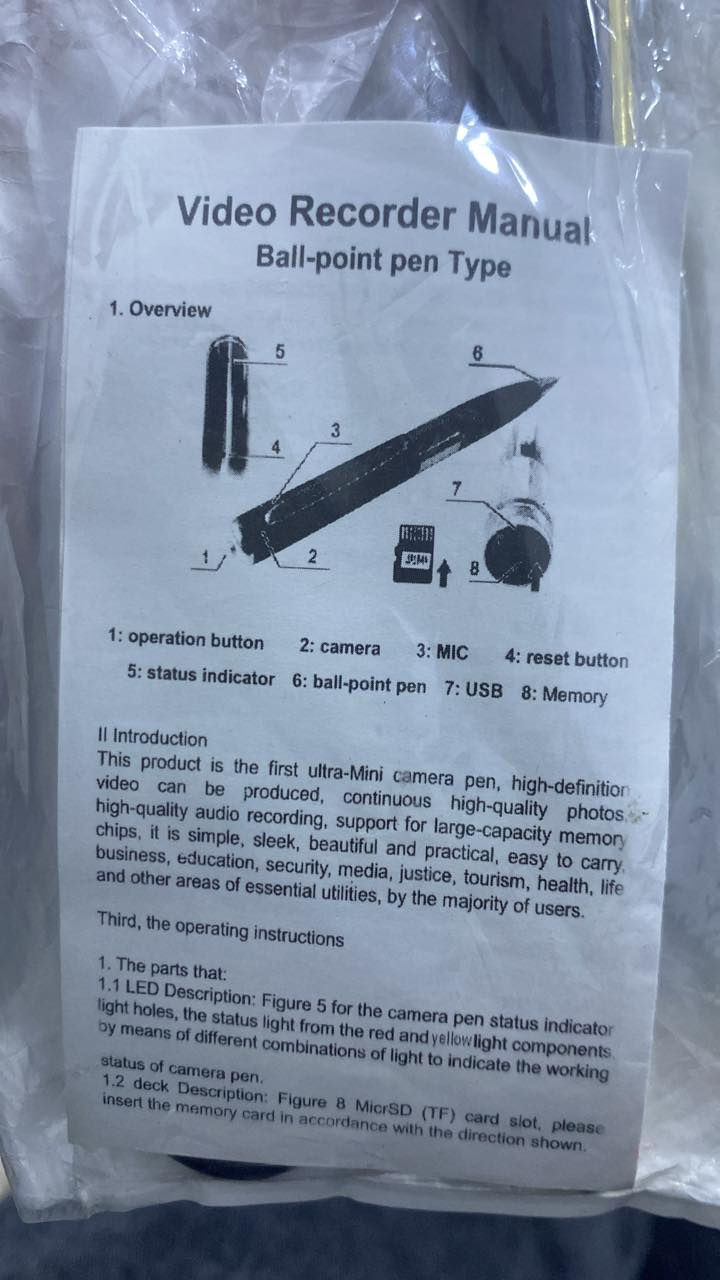 Video Recorder Manual
Ball-point pen Type
1. Overview
5
6
3
4
7
1
2
8
1: operation button 2: camera 3: MIC 4: reset button
5: status indicator 6: ball-point pen 7: USB 8: Memory
II Introduction
This product is the first ultra-Mini camera pen, high-definition
video can be produced, continuous high-quality photos,
high-quality audio recording, support for large-capacity memory
chips, it is simple, sleek, beautiful and practical, easy to carry.
business, education, security, media, justice, tourism, health, life
and other areas of essential utilities, by the majority of users.
Third, the operating instructions
1. The parts that:
1.1 LED Description: Figure 5 for the camera pen status indicator
light holes, the status light from the red and yellow light components.
by means of different combinations of light to indicate the working
status of camera pen.
1.2 deck Description: Figure 8 MicrSD (TF) card slot, please
insert the memory card in accordance with the direction shown.